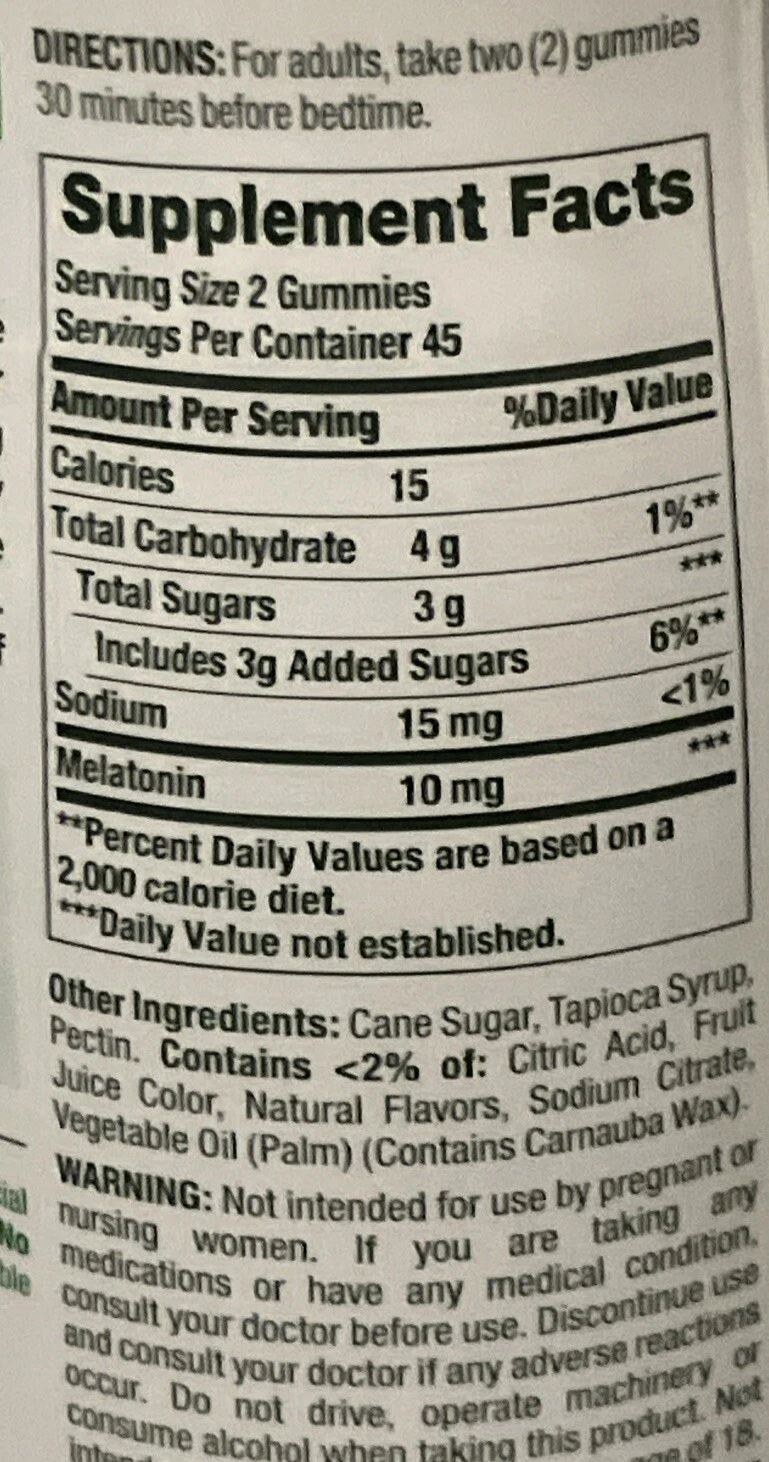 DIRECTIONS: For adults, take two (2) gummies
30 minutes before bedtime.
Supplement Facts
Serving Size 2 Gummies
Servings Per Container 45
Amount Per Serving %Daily Value
Calories 15
Total Carbohydrate 4 g 1%**
Total Sugars 3 g ***
Includes 3g Added Sugars 6%**
Sodium 15 mg <1%
Melatonin 10 mg ***
**Percent Daily Values are based on a
2,000 calorie diet.
***Daily Value not established.
Other Ingredients: Cane Sugar, Tapioca Syrup,
Pectin. Contains <2% of: Citric Acid, Fruit
Juice Color, Natural Flavors, Sodium Citrate,
Vegetable Oil (Palm) (Contains Carnauba Wax).
WARNING: Not intended for use by pregnant or
nursing women. If you are taking any
medications or have any medical condition,
consult your doctor before use. Discontinue use
and consult your doctor if any adverse reactions
occur. Do not drive, operate machinery or
consume alcohol when taking this product. Not
of 18.